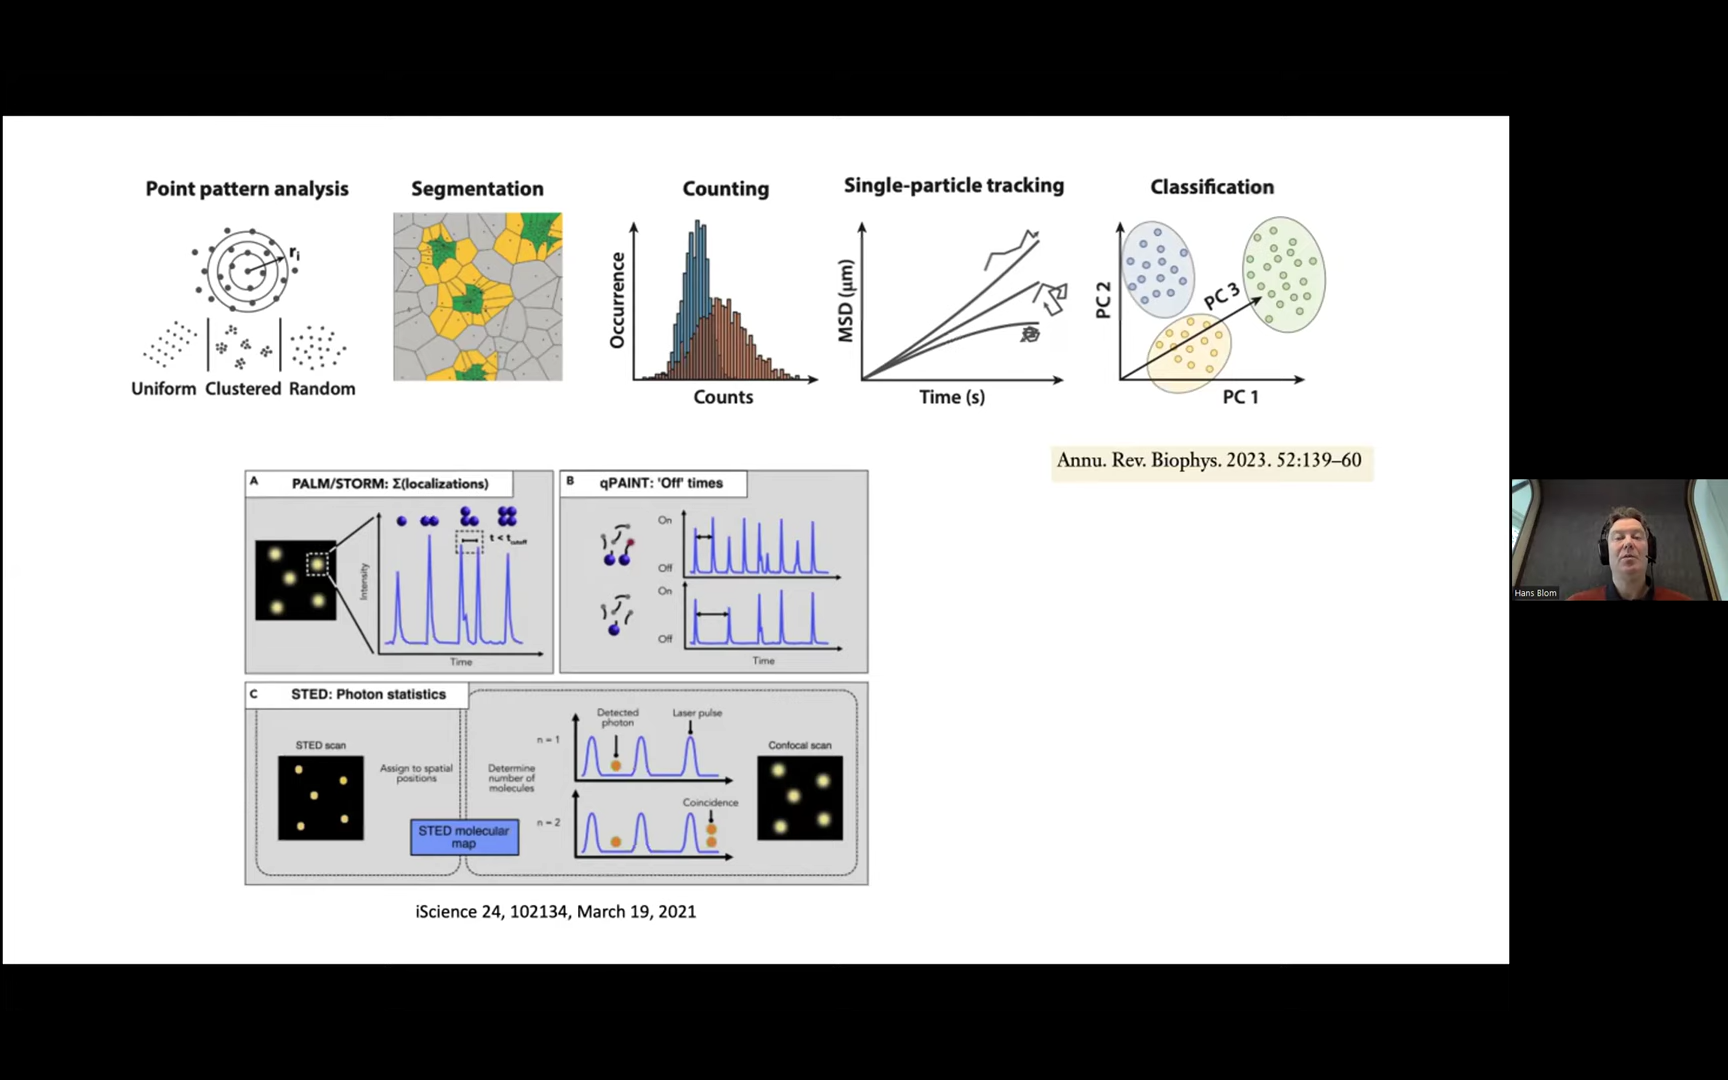 Point pattern analysis
rᵢ
Uniform Clustered Random
Segmentation
Counting
Occurrence
Counts
Single-particle tracking
MSD (μm)
Time (s)
Classification
PC 2
PC 3
PC 1
Annu. Rev. Biophys. 2023. 52:139–60
A PALM/STORM: Σ(localizations)
t < tcutoff
Intensity
Time
B qPAINT: 'Off' times
On
Off
On
Off
Time
C STED: Photon statistics
STED scan
Assign to spatial
positions
STED molecular
map
Determine
number of
molecules
n = 1
Detected
photon
Laser pulse
n = 2
Coincidence
Confocal scan
iScience 24, 102134, March 19, 2021
Hans Blom